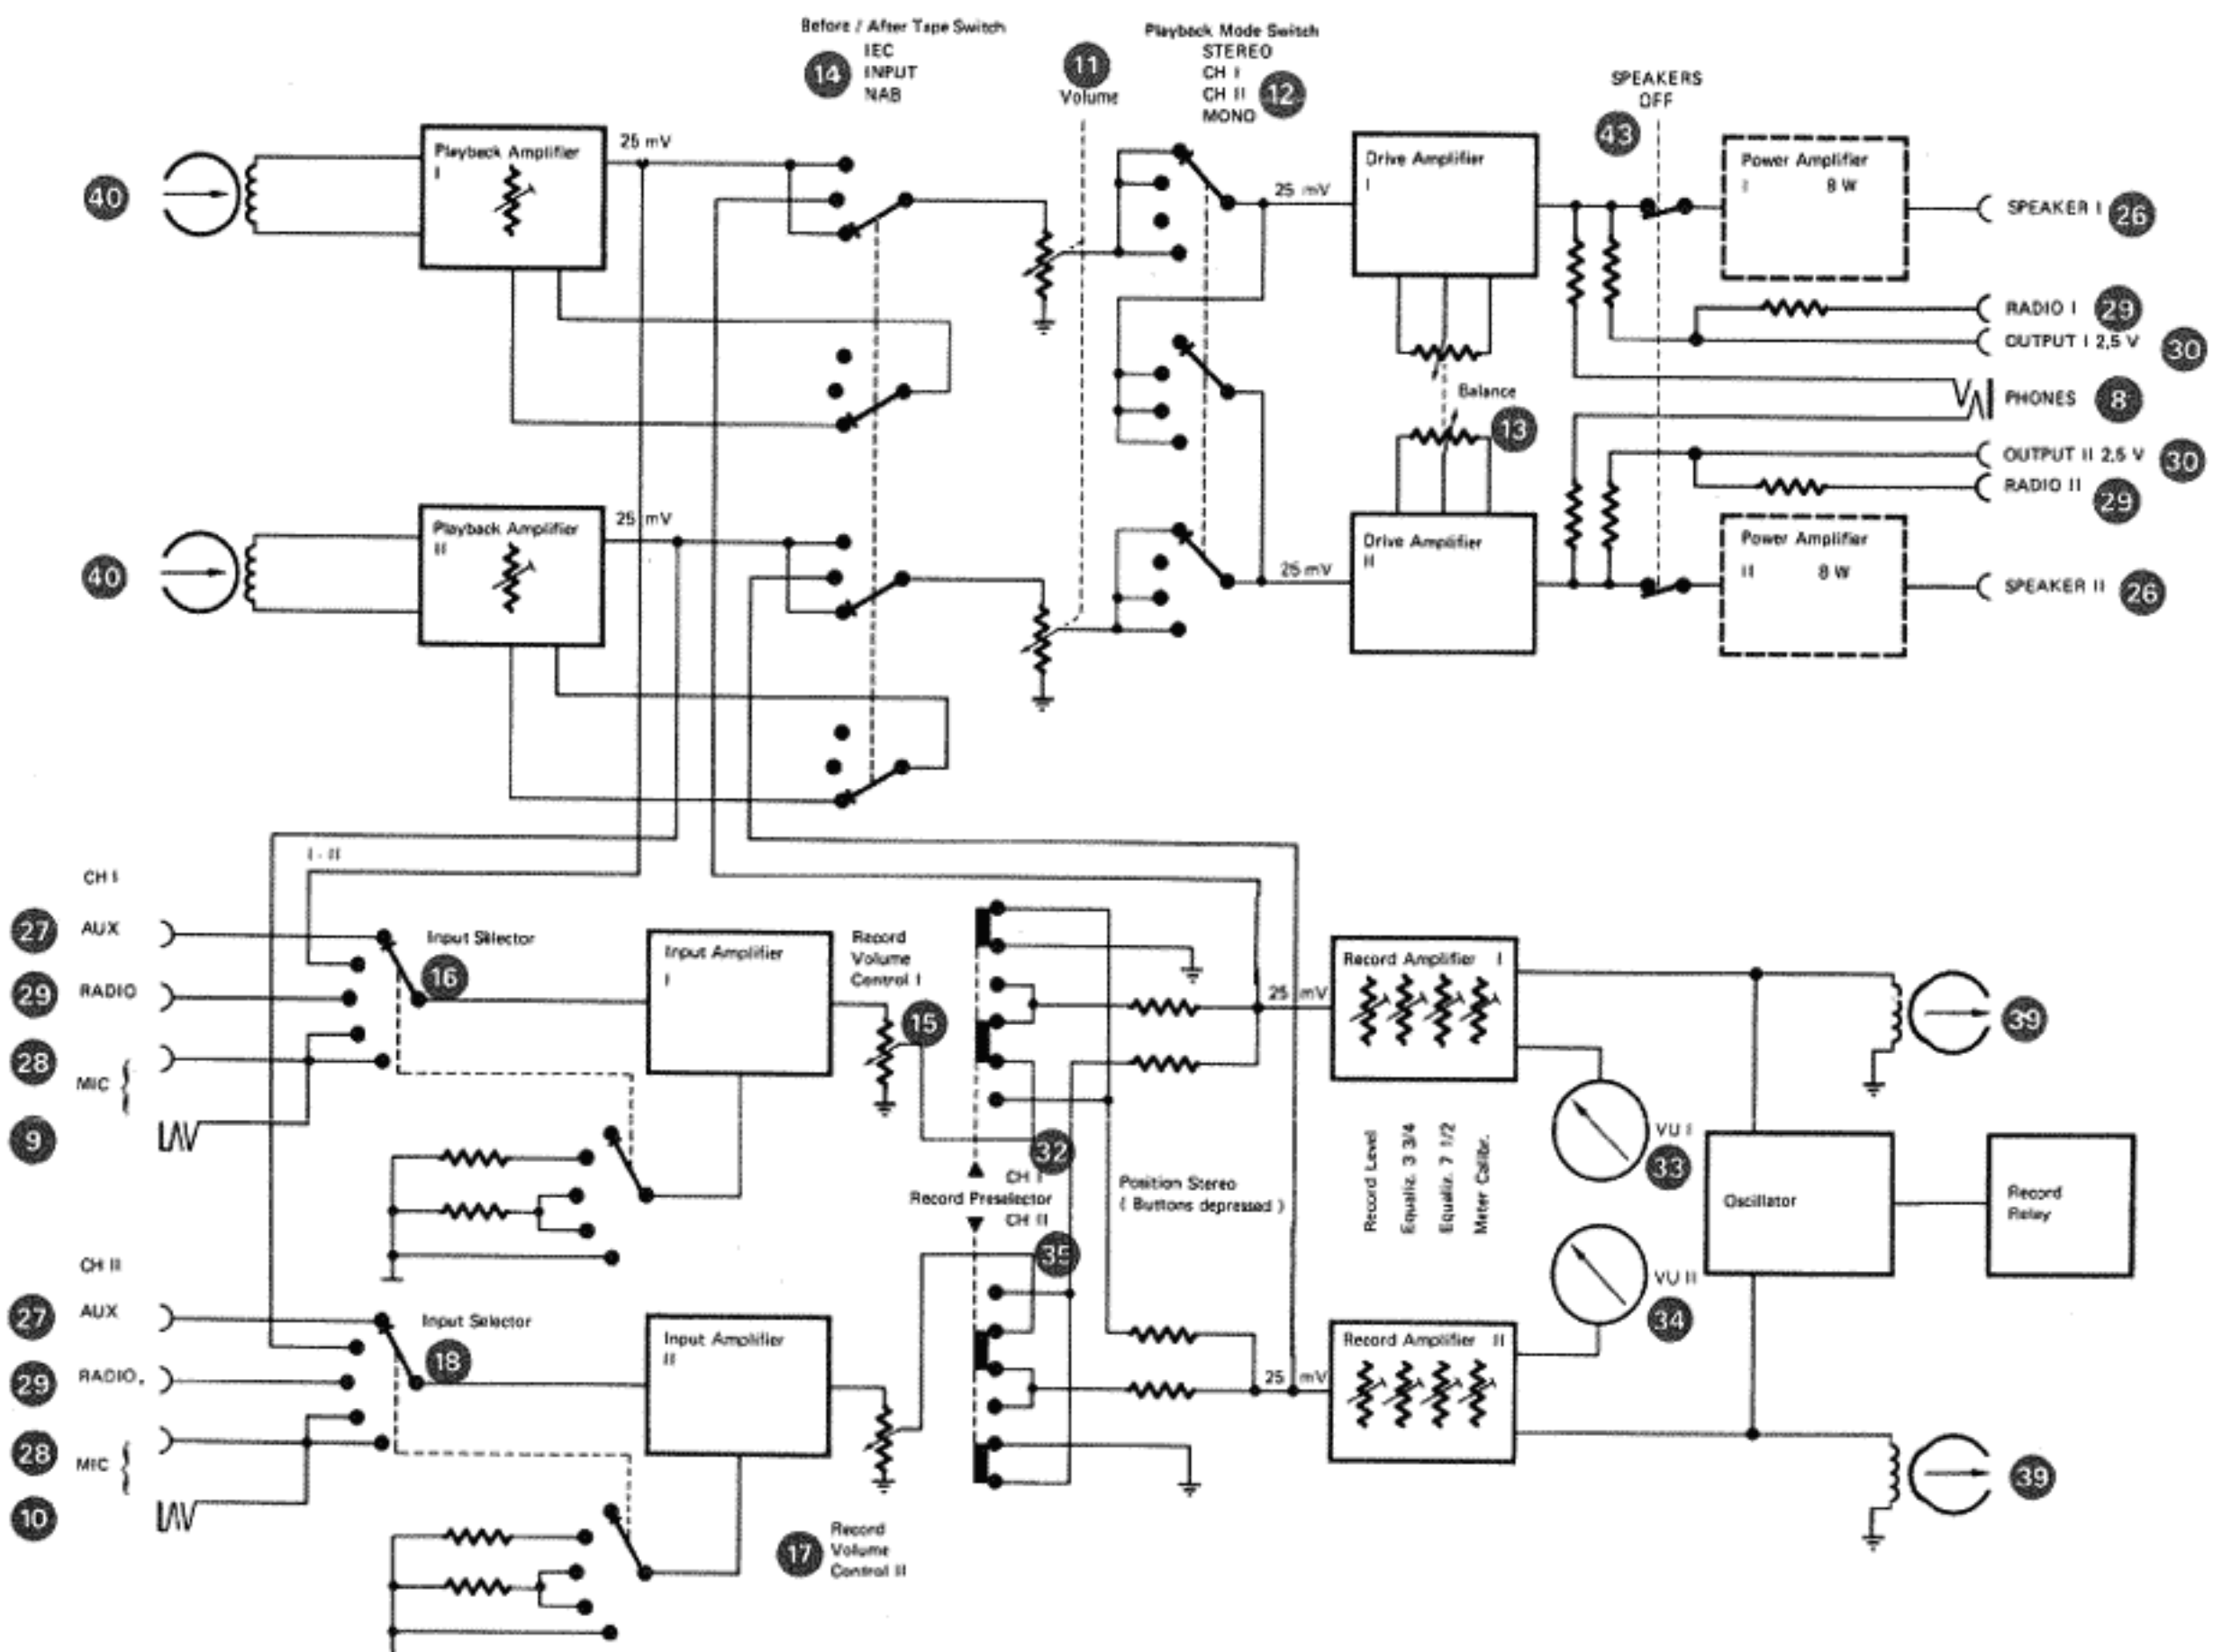 Before / After Tape Switch
14
IEC
INPUT
NAB
11
Volume
Playback Mode Switch
STEREO
CH I
CH II
MONO
12
SPEAKERS
OFF
43
40
Playback Amplifier
I
25 mV
25 mV
Drive Amplifier
I
Power Amplifier
I 8 W
SPEAKER I
26
RADIO I
29
OUTPUT I 2,5 V
30
Balance
13
PHONES
8
OUTPUT II 2,5 V
30
RADIO II
29
40
Playback Amplifier
II
25 mV
25 mV
Drive Amplifier
II
Power Amplifier
II 8 W
SPEAKER II
26
I - II
CH I
27
AUX
Input Selector
16
29
RADIO
28
MIC
9
Input Amplifier
I
Record
Volume
Control I
15
25 mV
Record Amplifier I
39
32
CH I
Record Preselector
CH II
35
Position Stereo
( Buttons depressed )
Record Level
Equaliz. 3 3/4
Equaliz. 7 1/2
Meter Calibr.
VU I
33
VU II
34
Oscillator
Record
Relay
CH II
27
AUX
Input Selector
18
29
RADIO.
28
MIC
10
Input Amplifier
II
25 mV
Record Amplifier II
39
17
Record
Volume
Control II